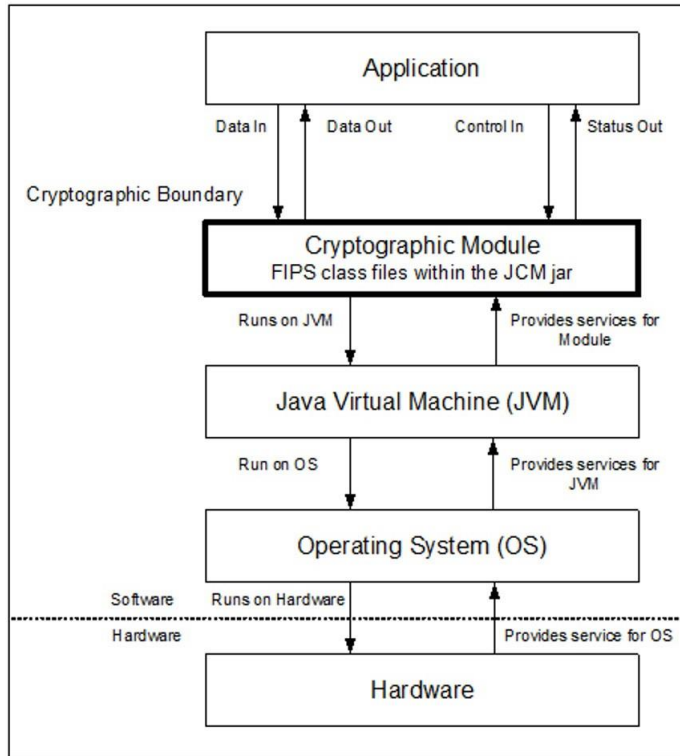 Application
Data In
Data Out
Control In
Status Out
Cryptographic Boundary
Cryptographic Module
FIPS class files within the JCM jar
Runs on JVM
Provides services for
Module
Java Virtual Machine (JVM)
Run on OS
Provides services for
JVM
Operating System (OS)
Software
Runs on Hardware
Hardware
Provides service for OS
Hardware